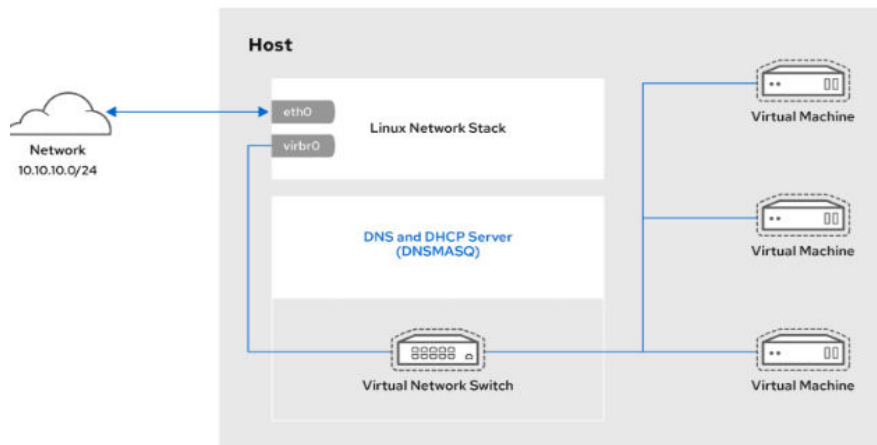 Host
eth0
Linux Network Stack
virbr0
Network
10.10.10.0/24
DNS and DHCP Server
(DNSMASQ)
Virtual Network Switch
Virtual Machine
Virtual Machine
Virtual Machine